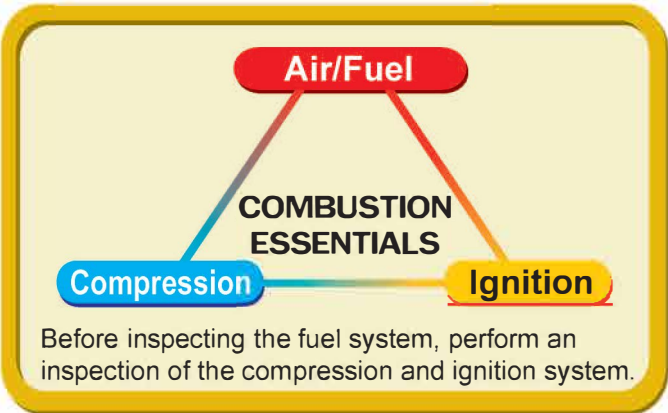 Air/Fuel
COMBUSTION
ESSENTIALS
Compression
Ignition
Before inspecting the fuel system, perform an
inspection of the compression and ignition system.